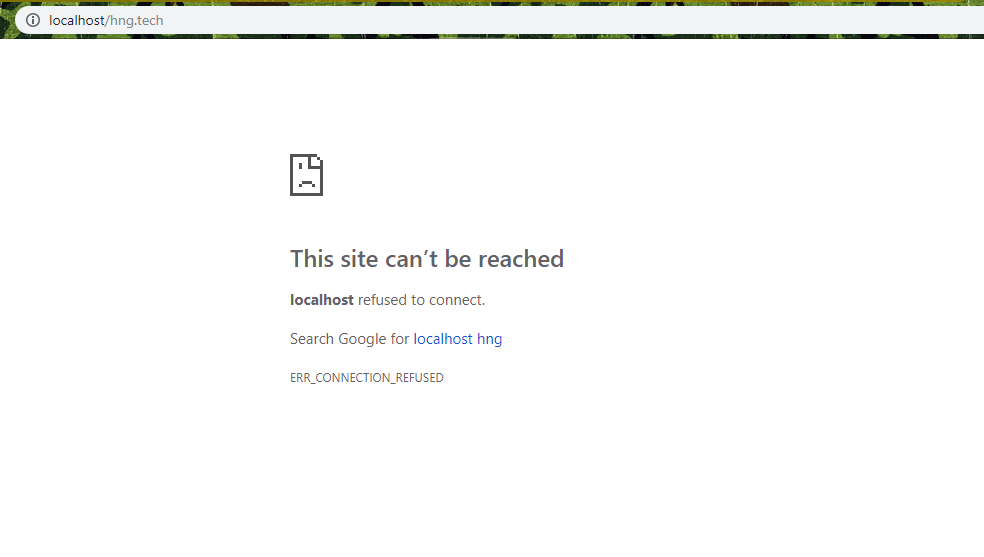 localhost/hng.tech
This site can’t be reached
localhost refused to connect.
Search Google for localhost hng
ERR_CONNECTION_REFUSED